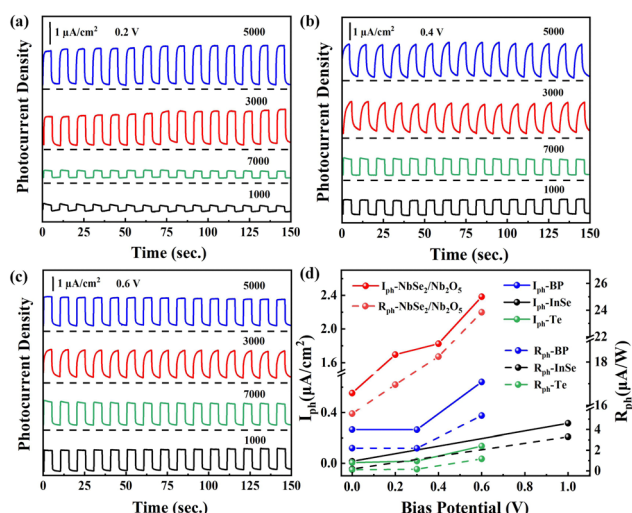 (a)
1 μA/cm² 0.2 V 5000
3000
7000
1000
Photocurrent Density
0 25 50 75 100 125 150
Time (sec.)
(b)
1 μA/cm² 0.4 V 5000
3000
7000
1000
Photocurrent Density
0 25 50 75 100 125 150
Time (sec.)
(c)
1 μA/cm² 0.6 V 5000
3000
7000
1000
Photocurrent Density
0 25 50 75 100 125 150
Time (sec.)
(d)
Iph-NbSe₂/Nb₂O₅
Rph-NbSe₂/Nb₂O₅
Iph-BP
Iph-InSe
Iph-Te
Rph-BP
Rph-InSe
Rph-Te
2.4
1.6
0.4
0.0
Iph(μA/cm²)
26
24
22
18
16
4
2
0
Rph(μA/W)
0.0 0.2 0.4 0.6 0.8 1.0
Bias Potential (V)